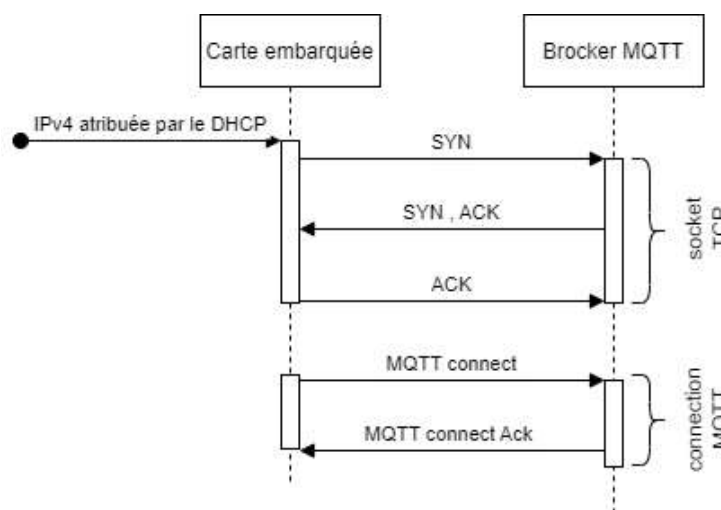 Carte embarquée
Brocker MQTT
IPv4 atribuée par le DHCP
SYN
SYN , ACK
ACK
socket
TCP
MQTT connect
MQTT connect Ack
connection
MQTT